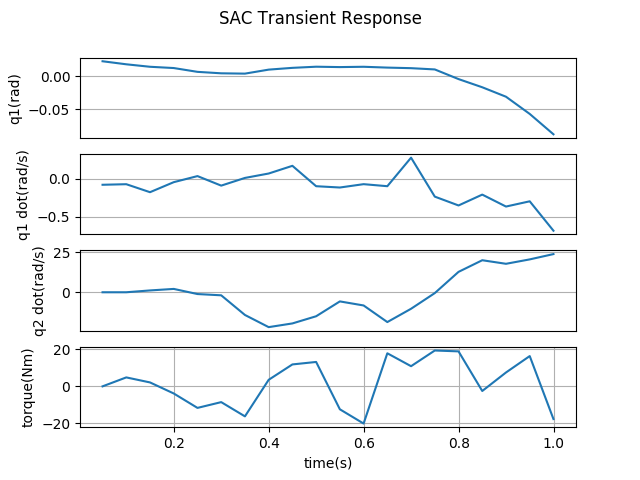 SAC Transient Response
q1(rad)
0.00
−0.05
q1 dot(rad/s)
0.0
−0.5
q2 dot(rad/s)
25
0
torque(Nm)
20
0
−20
0.2 0.4 0.6 0.8 1.0
time(s)